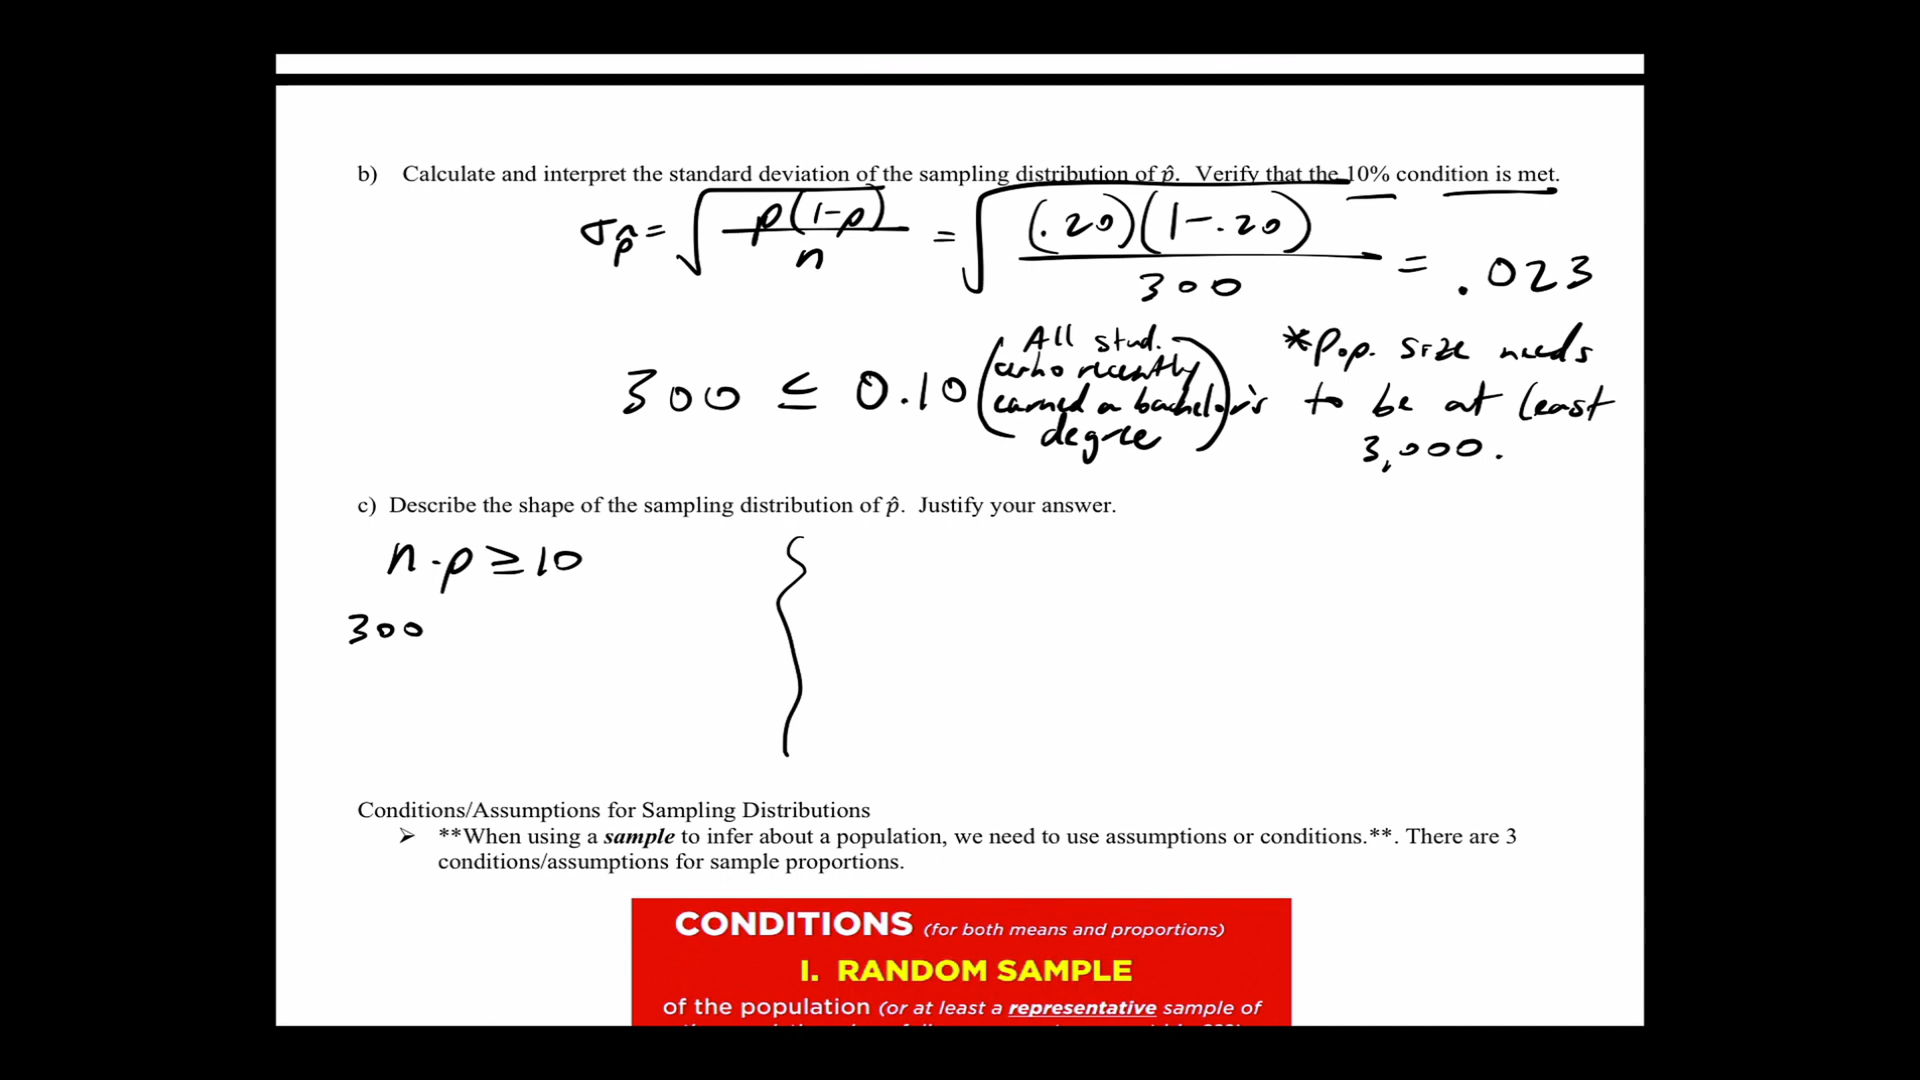 b) Calculate and interpret the standard deviation of the sampling distribution of p̂. Verify that the 10% condition is met.
σp̂ = √(p(1-p)/n) = √((.20)(1-.20)/300) = .023
300 ≤ 0.10 (All stud. who recently earned a bachelor's degree)
*Pop. size needs
to be at least
3,000.
c) Describe the shape of the sampling distribution of p̂. Justify your answer.
n·p ≥ 10
300
Conditions/Assumptions for Sampling Distributions
➢ **When using a sample to infer about a population, we need to use assumptions or conditions.**. There are 3
conditions/assumptions for sample proportions.
CONDITIONS (for both means and proportions)
I. RANDOM SAMPLE
of the population (or at least a representative sample of